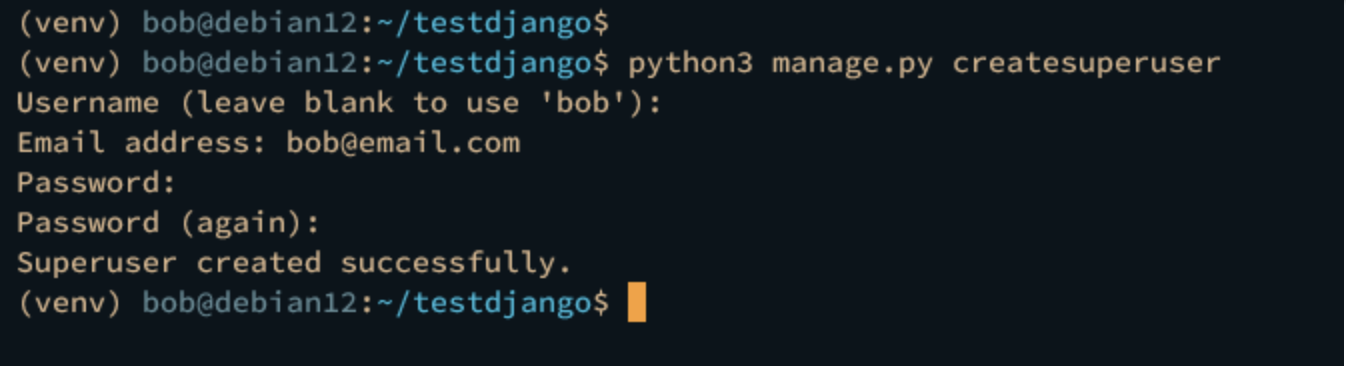 (venv) bob@debian12:~/testdjango$
(venv) bob@debian12:~/testdjango$ python3 manage.py createsuperuser
Username (leave blank to use 'bob'):
Email address: bob@email.com
Password:
Password (again):
Superuser created successfully.
(venv) bob@debian12:~/testdjango$